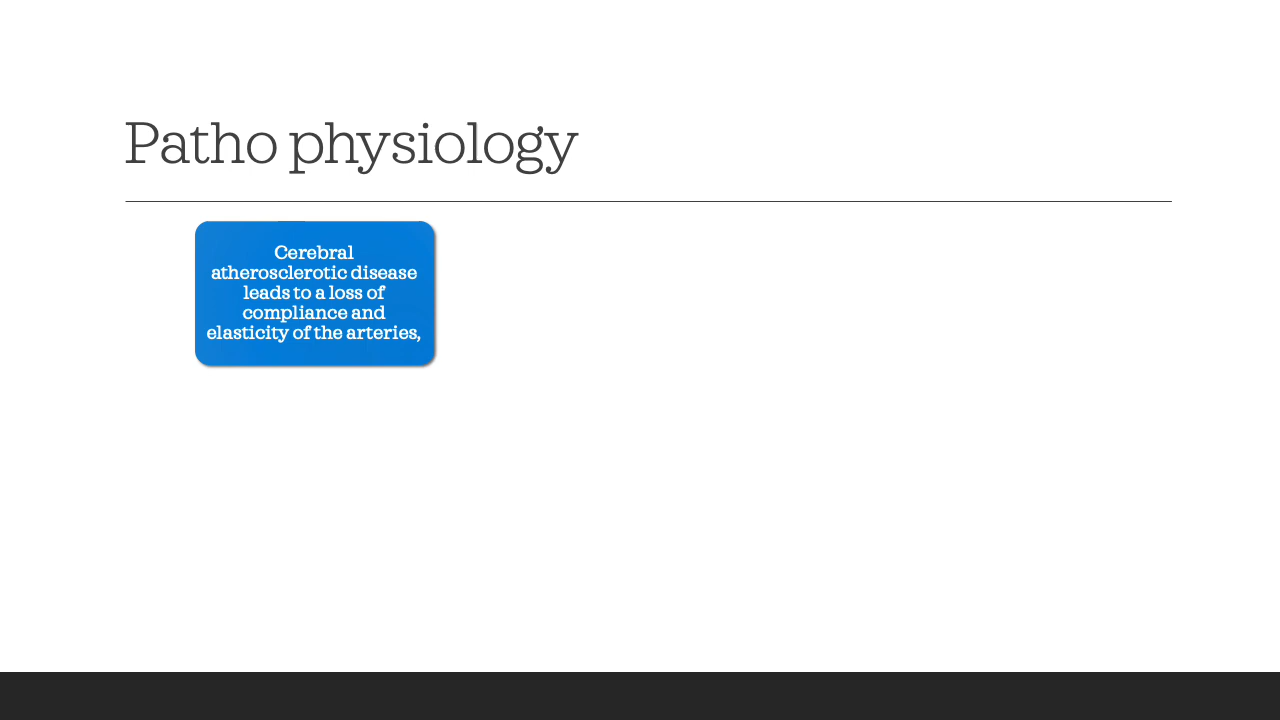 Patho physiology
Cerebral
atherosclerotic disease
leads to a loss of
compliance and
elasticity of the arteries,